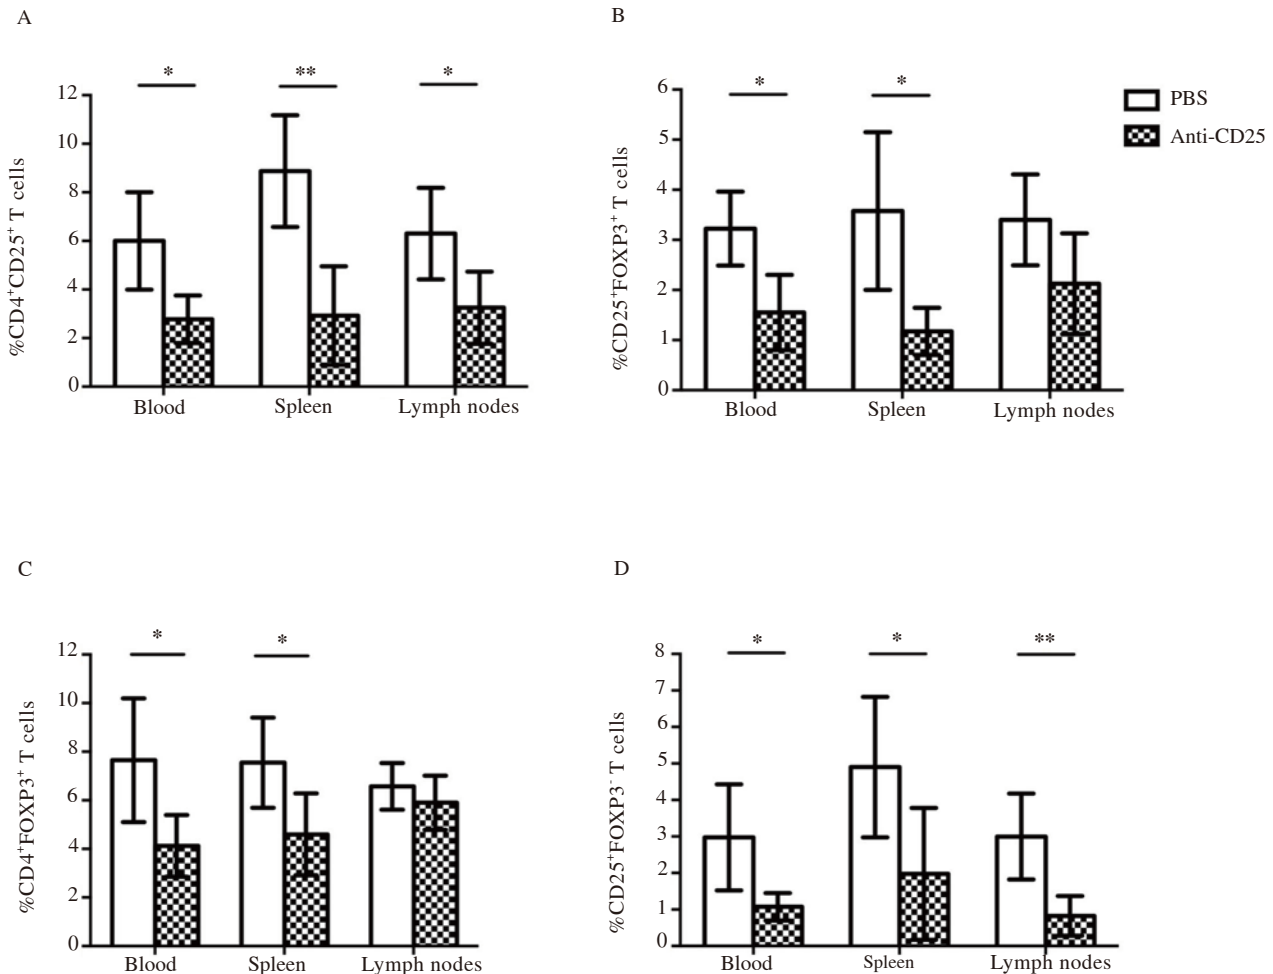 A
%CD4⁺CD25⁺ T cells
12
10
8
6
4
2
0
*
**
*
Blood
Spleen
Lymph nodes
B
%CD25⁺FOXP3⁺ T cells
6
5
4
3
2
1
0
*
*
Blood
Spleen
Lymph nodes
PBS
Anti-CD25
C
%CD4⁺FOXP3⁺ T cells
12
10
8
6
4
2
0
*
*
Blood
Spleen
Lymph nodes
D
%CD25⁺FOXP3⁻ T cells
8
7
6
5
4
3
2
1
0
*
*
**
Blood
Spleen
Lymph nodes